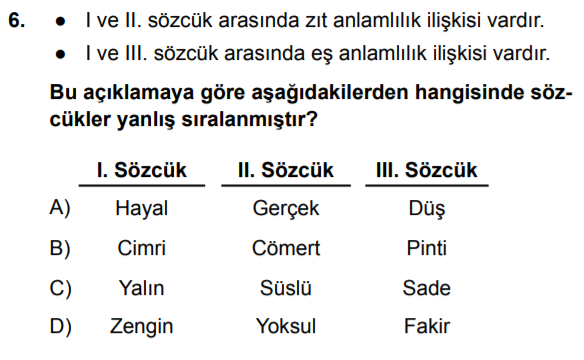 6. ● I ve II. sözcük arasında zıt anlamlılık ilişkisi vardır.
● I ve III. sözcük arasında eş anlamlılık ilişkisi vardır.
Bu açıklamaya göre aşağıdakilerden hangisinde söz-
cükler yanlış sıralanmıştır?
I. Sözcük II. Sözcük III. Sözcük
A) Hayal Gerçek Düş
B) Cimri Cömert Pinti
C) Yalın Süslü Sade
D) Zengin Yoksul Fakir